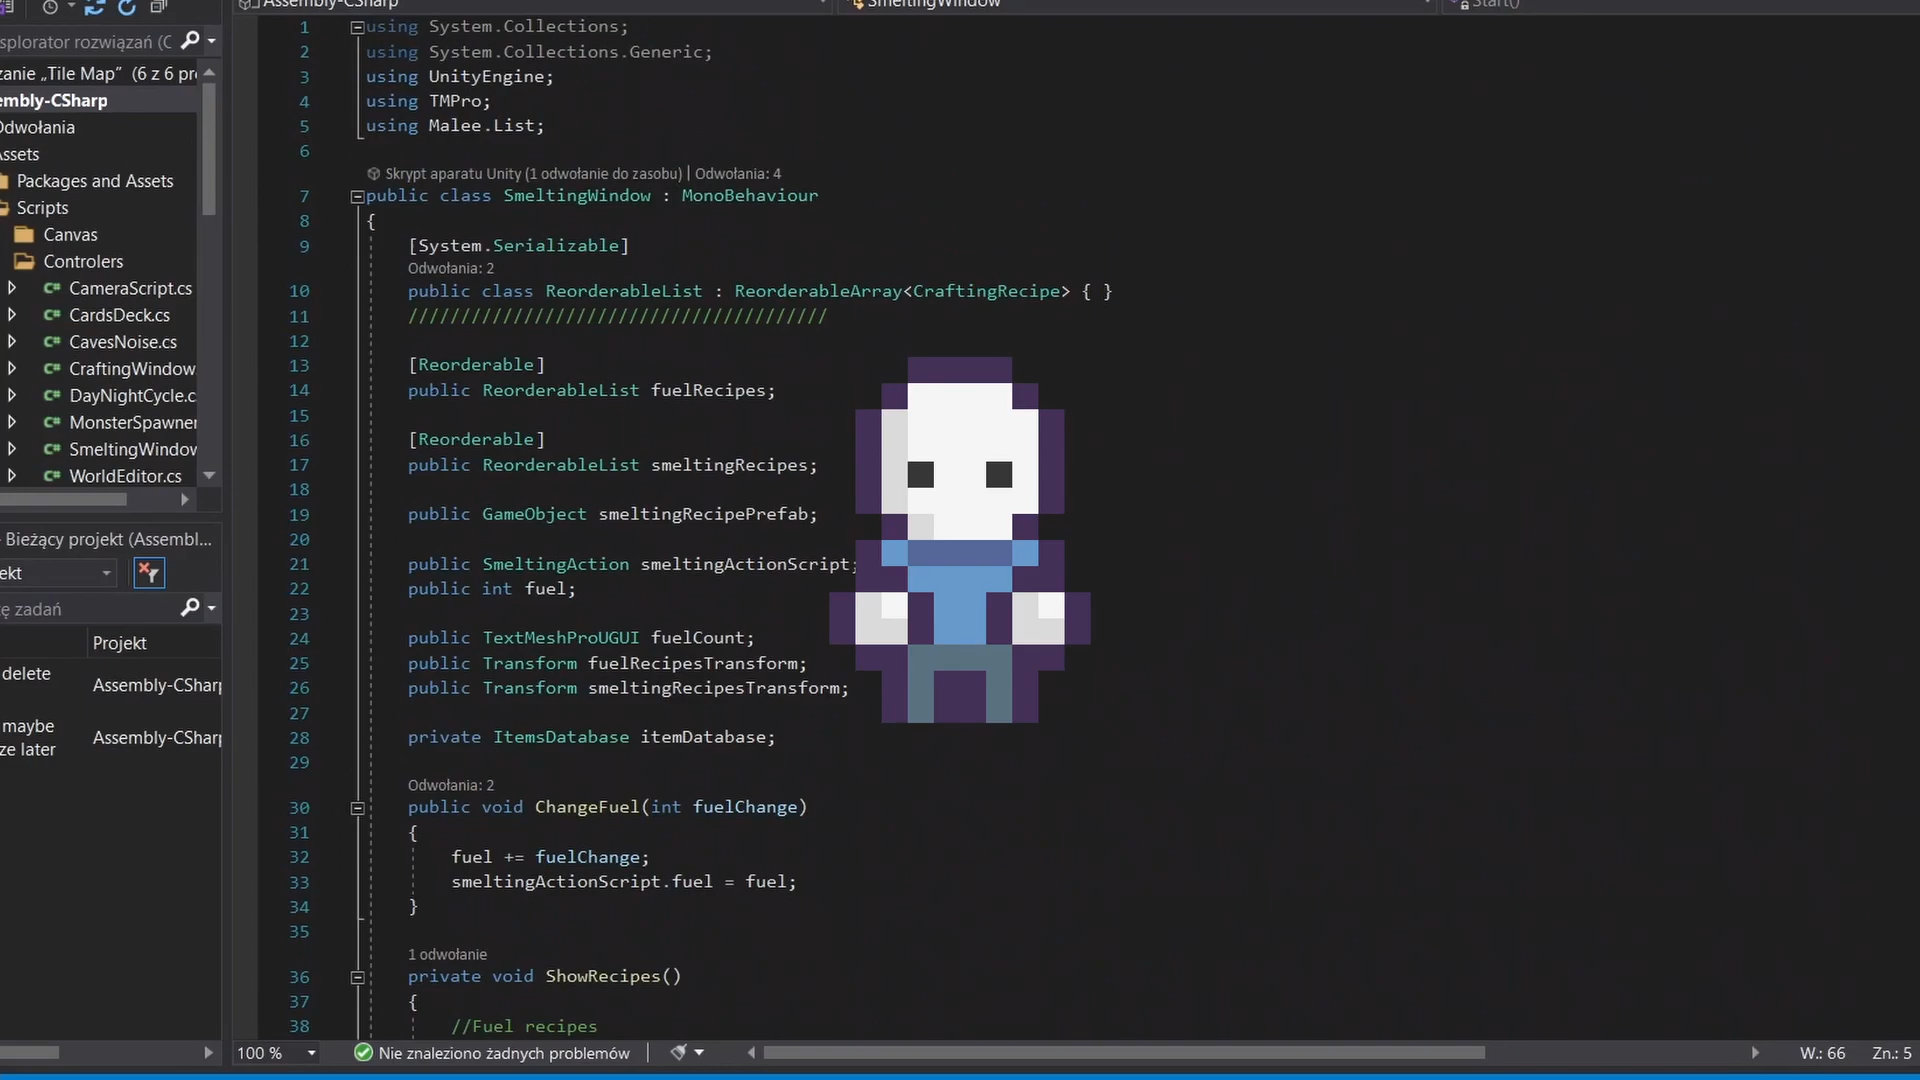 Assembly-CSharp
SmeltingWindow
Start()
splorator rozwiązań (C
zanie „Tile Map” (6 z 6 pr
embly-CSharp
Odwołania
Assets
Packages and Assets
Scripts
Canvas
Controlers
C# CameraScript.cs
C# CardsDeck.cs
C# CavesNoise.cs
C# CraftingWindow.
C# DayNightCycle.c
C# MonsterSpawner
C# SmeltingWindow
C# WorldEditor.cs
- Bieżący projekt (Assembl...
ekt
ę zadań
Projekt
delete
Assembly-CSharp
maybe
ze later
Assembly-CSharp
1 using System.Collections;
2 using System.Collections.Generic;
3 using UnityEngine;
4 using TMPro;
5 using Malee.List;
6
Skrypt aparatu Unity (1 odwołanie do zasobu) | Odwołania: 4
7 public class SmeltingWindow : MonoBehaviour
8 {
9 [System.Serializable]
Odwołania: 2
10 public class ReorderableList : ReorderableArray<CraftingRecipe> { }
11 ////////////////////////////////////////
12
13 [Reorderable]
14 public ReorderableList fuelRecipes;
15
16 [Reorderable]
17 public ReorderableList smeltingRecipes;
18
19 public GameObject smeltingRecipePrefab;
20
21 public SmeltingAction smeltingActionScript;
22 public int fuel;
23
24 public TextMeshProUGUI fuelCount;
25 public Transform fuelRecipesTransform;
26 public Transform smeltingRecipesTransform;
27
28 private ItemsDatabase itemDatabase;
29
Odwołania: 2
30 public void ChangeFuel(int fuelChange)
31 {
32 fuel += fuelChange;
33 smeltingActionScript.fuel = fuel;
34 }
35
1 odwołanie
36 private void ShowRecipes()
37 {
38 //Fuel recipes
100 %
Nie znaleziono żadnych problemów
W.: 66
Zn.: 5